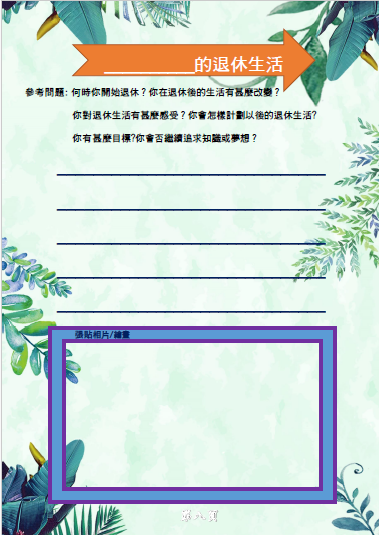 _________的退休生活
參考問題: 何時你開始退休？你在退休後的生活有甚麼改變？
你對退休生活有甚麼感受？你會怎樣計劃以後的退休生活?
你有甚麼目標?你會否繼續追求知識或夢想？
張貼相片/繪畫